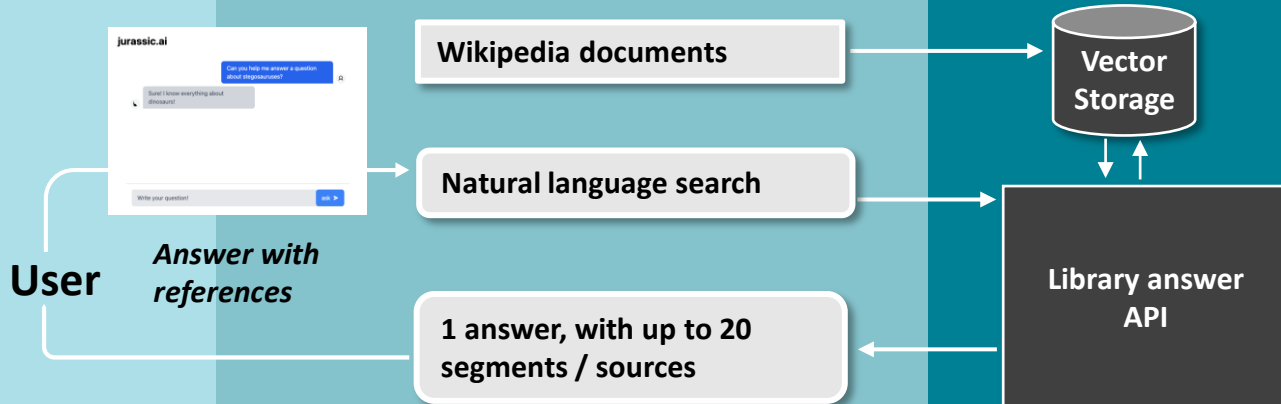 jurassic.ai
Can you help me answer a question
about stegosauruses?
Sure! I know everything about
dinosaurs!
Write your question!
ask
Wikipedia documents
Vector
Storage
Natural language search
User
Answer with
references
Library answer
API
1 answer, with up to 20
segments / sources